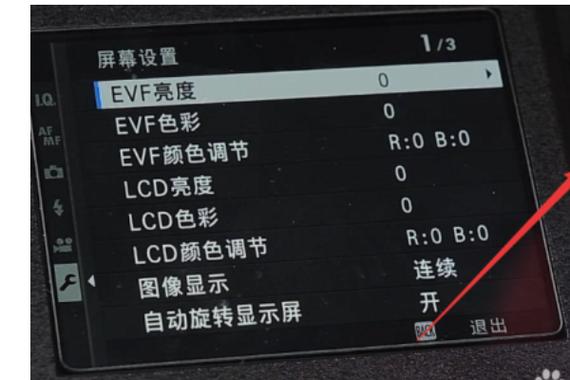 屏幕设置 1/3
I.Q.
AF MF
EVF亮度 0
EVF色彩 0
EVF颜色调节 R:0 B:0
LCD亮度 0
LCD色彩 0
LCD颜色调节 R:0 B:0
图像显示 连续
自动旋转显示屏 开
BACK 退出